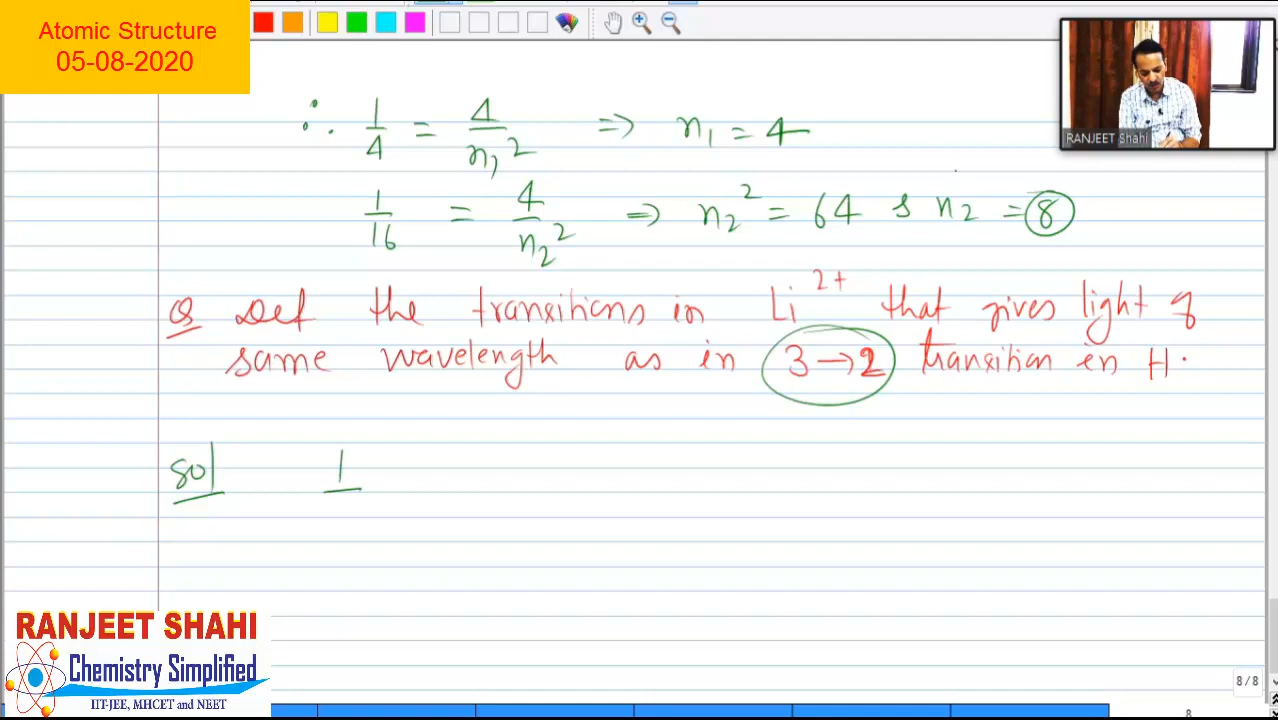 Atomic Structure
05-08-2020
RANJEET Shahi
∴ 1/4 = 4/n₁² ⇒ n₁ = 4
1/16 = 4/n₂² ⇒ n₂² = 64 & n₂ = 8
Q Det the transitions in Li²⁺ that gives light of
same wavelength as in 3 → 2 transition in H.
Sol 1
RANJEET SHAHI
Chemistry Simplified
IIT-JEE, MHCET and NEET
8/8
8